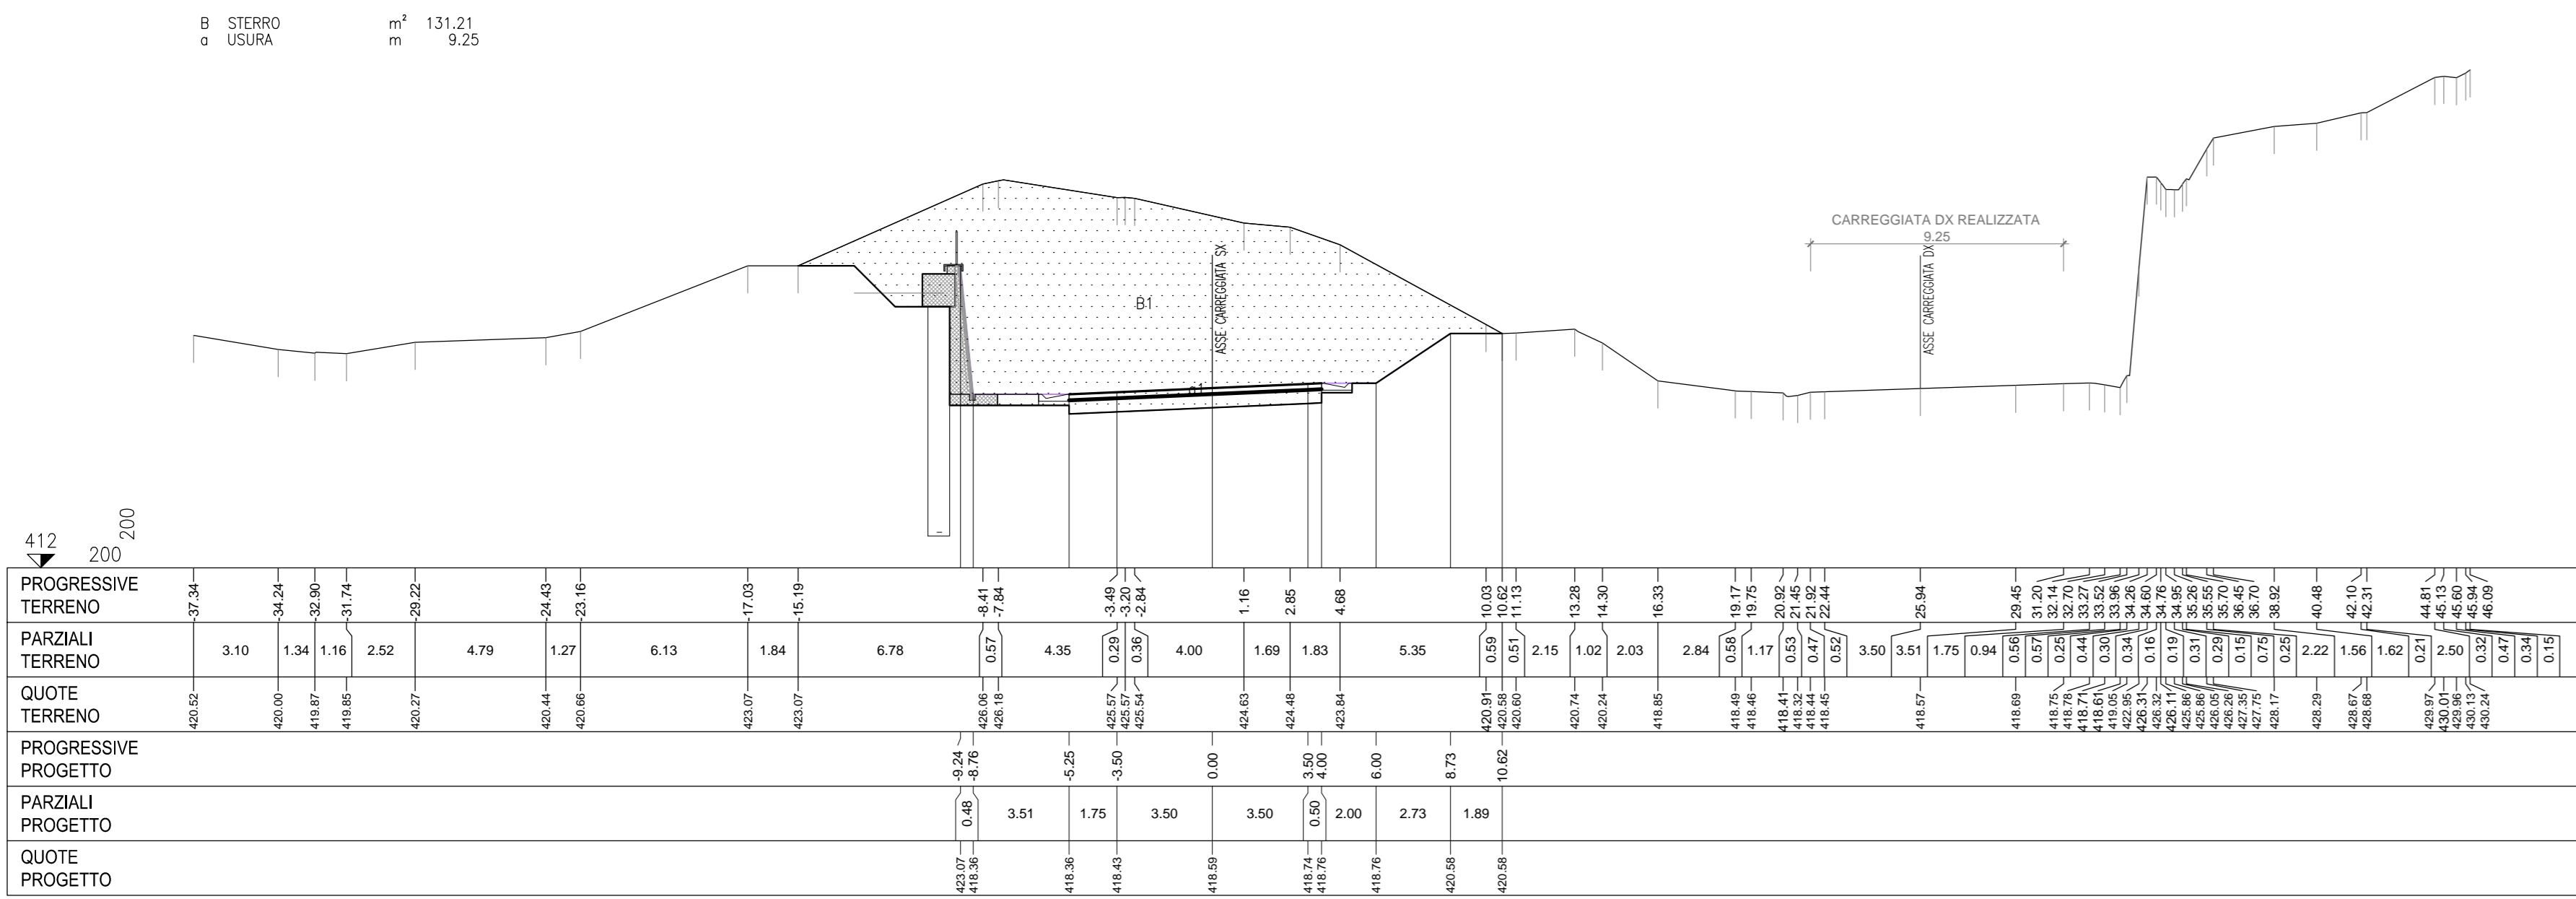 B STERRO m² 131.21
a USURA m 9.25
CARREGGIATA DX REALIZZATA
9.25
ASSE CARREGGIATA SX
ASSE CARREGGIATA DX
B1
a1
200
412 200
PROGRESSIVE TERRENO
-37.34 -34.24 -32.90 -31.74 -29.22 -24.43 -23.16 -17.03 -15.19 -8.41 -7.84 -3.49 -3.20 -2.84 1.16 2.85 4.68 10.03 10.62 11.13 13.28 14.30 16.33 19.17 19.75 20.92 21.45 21.92 22.44 25.94 29.45 31.20 32.14 32.70 33.27 33.52 33.96 34.26 34.60 34.76 34.95 35.26 35.55 35.70 36.45 36.70 38.92 40.48 42.10 42.31 44.81 45.13 45.60 45.94 46.09
PARZIALI TERRENO
3.10 1.34 1.16 2.52 4.79 1.27 6.13 1.84 6.78 0.57 4.35 0.29 0.36 4.00 1.69 1.83 5.35 0.59 0.51 2.15 1.02 2.03 2.84 0.58 1.17 0.53 0.47 0.52 3.50 3.51 1.75 0.94 0.56 0.57 0.25 0.44 0.30 0.34 0.16 0.19 0.31 0.29 0.15 0.75 0.25 2.22 1.56 1.62 0.21 2.50 0.32 0.47 0.34 0.15
QUOTE TERRENO
420.52 420.00 419.87 419.85 420.27 420.44 420.66 423.07 423.07 426.06 426.18 425.57 425.57 425.54 424.63 424.48 423.84 420.91 420.58 420.60 420.74 420.24 418.85 418.49 418.46 418.41 418.32 418.44 418.45 418.57 418.69 418.75 418.78 418.71 418.61 419.05 422.95 426.31 426.32 426.11 425.86 425.86 426.05 426.26 427.35 427.75 428.17 428.29 428.67 428.68 429.97 430.01 429.96 430.13 430.24
PROGRESSIVE PROGETTO
-9.24 -8.76 -5.25 -3.50 0.00 3.50 4.00 6.00 8.73 10.62
PARZIALI PROGETTO
0.48 3.51 1.75 3.50 3.50 0.50 2.00 2.73 1.89
QUOTE PROGETTO
423.07 418.36 418.36 418.43 418.59 418.74 418.76 418.76 420.58 420.58